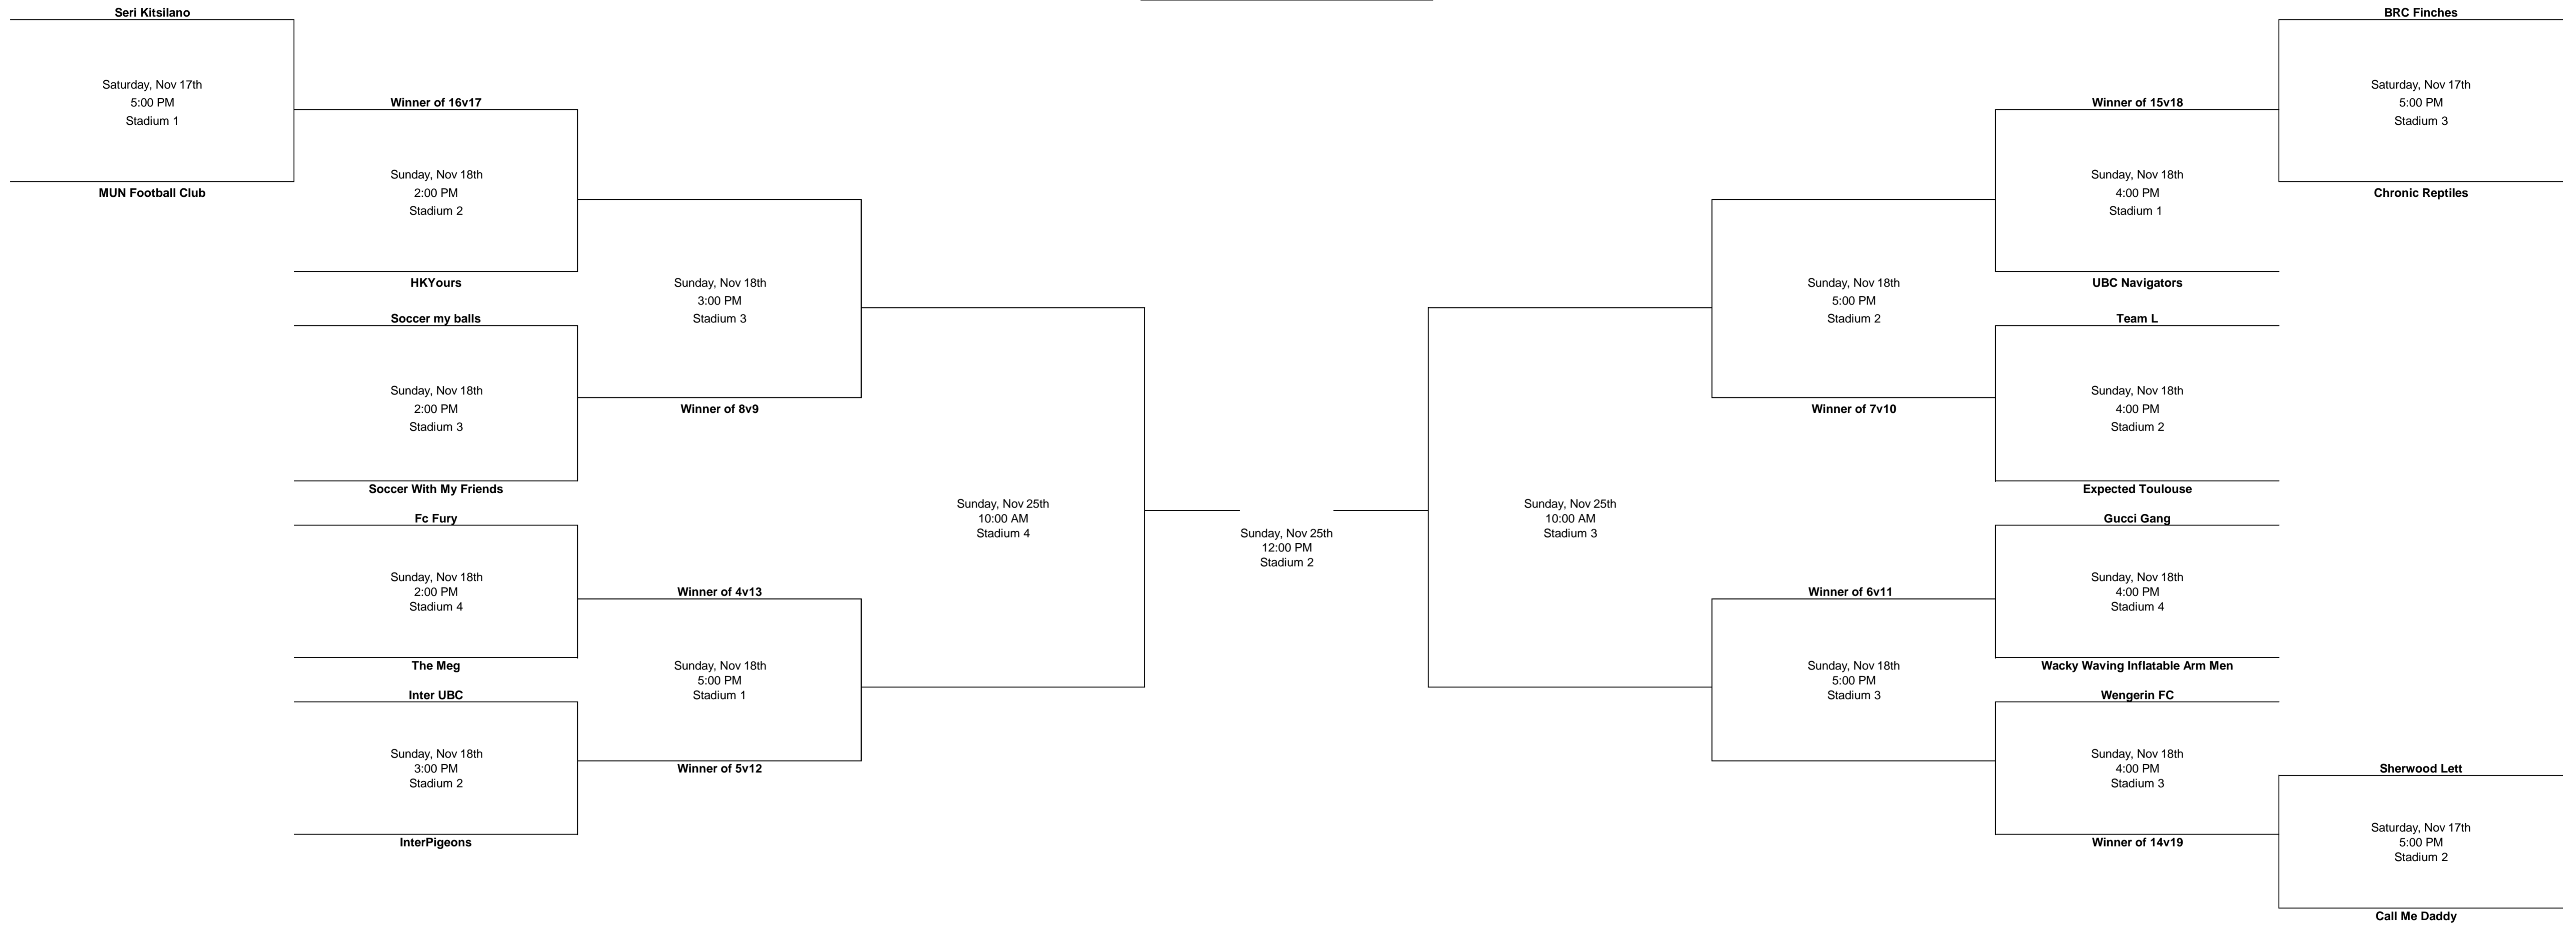 Seri Kitsilano
Saturday, Nov 17th
5:00 PM
Stadium 1
MUN Football Club
Winner of 16v17
Sunday, Nov 18th
2:00 PM
Stadium 2
HKYours
Soccer my balls
Sunday, Nov 18th
2:00 PM
Stadium 3
Soccer With My Friends
Fc Fury
Sunday, Nov 18th
2:00 PM
Stadium 4
The Meg
Inter UBC
Sunday, Nov 18th
3:00 PM
Stadium 2
InterPigeons
Sunday, Nov 18th
3:00 PM
Stadium 3
Winner of 8v9
Winner of 4v13
Sunday, Nov 18th
5:00 PM
Stadium 1
Winner of 5v12
Sunday, Nov 25th
10:00 AM
Stadium 4
Sunday, Nov 25th
12:00 PM
Stadium 2
Sunday, Nov 25th
10:00 AM
Stadium 3
Sunday, Nov 18th
5:00 PM
Stadium 2
Winner of 7v10
Winner of 6v11
Sunday, Nov 18th
5:00 PM
Stadium 3
Winner of 15v18
Sunday, Nov 18th
4:00 PM
Stadium 1
UBC Navigators
Team L
Sunday, Nov 18th
4:00 PM
Stadium 2
Expected Toulouse
Gucci Gang
Sunday, Nov 18th
4:00 PM
Stadium 4
Wacky Waving Inflatable Arm Men
Wengerin FC
Sunday, Nov 18th
4:00 PM
Stadium 3
Winner of 14v19
BRC Finches
Saturday, Nov 17th
5:00 PM
Stadium 3
Chronic Reptiles
Sherwood Lett
Saturday, Nov 17th
5:00 PM
Stadium 2
Call Me Daddy